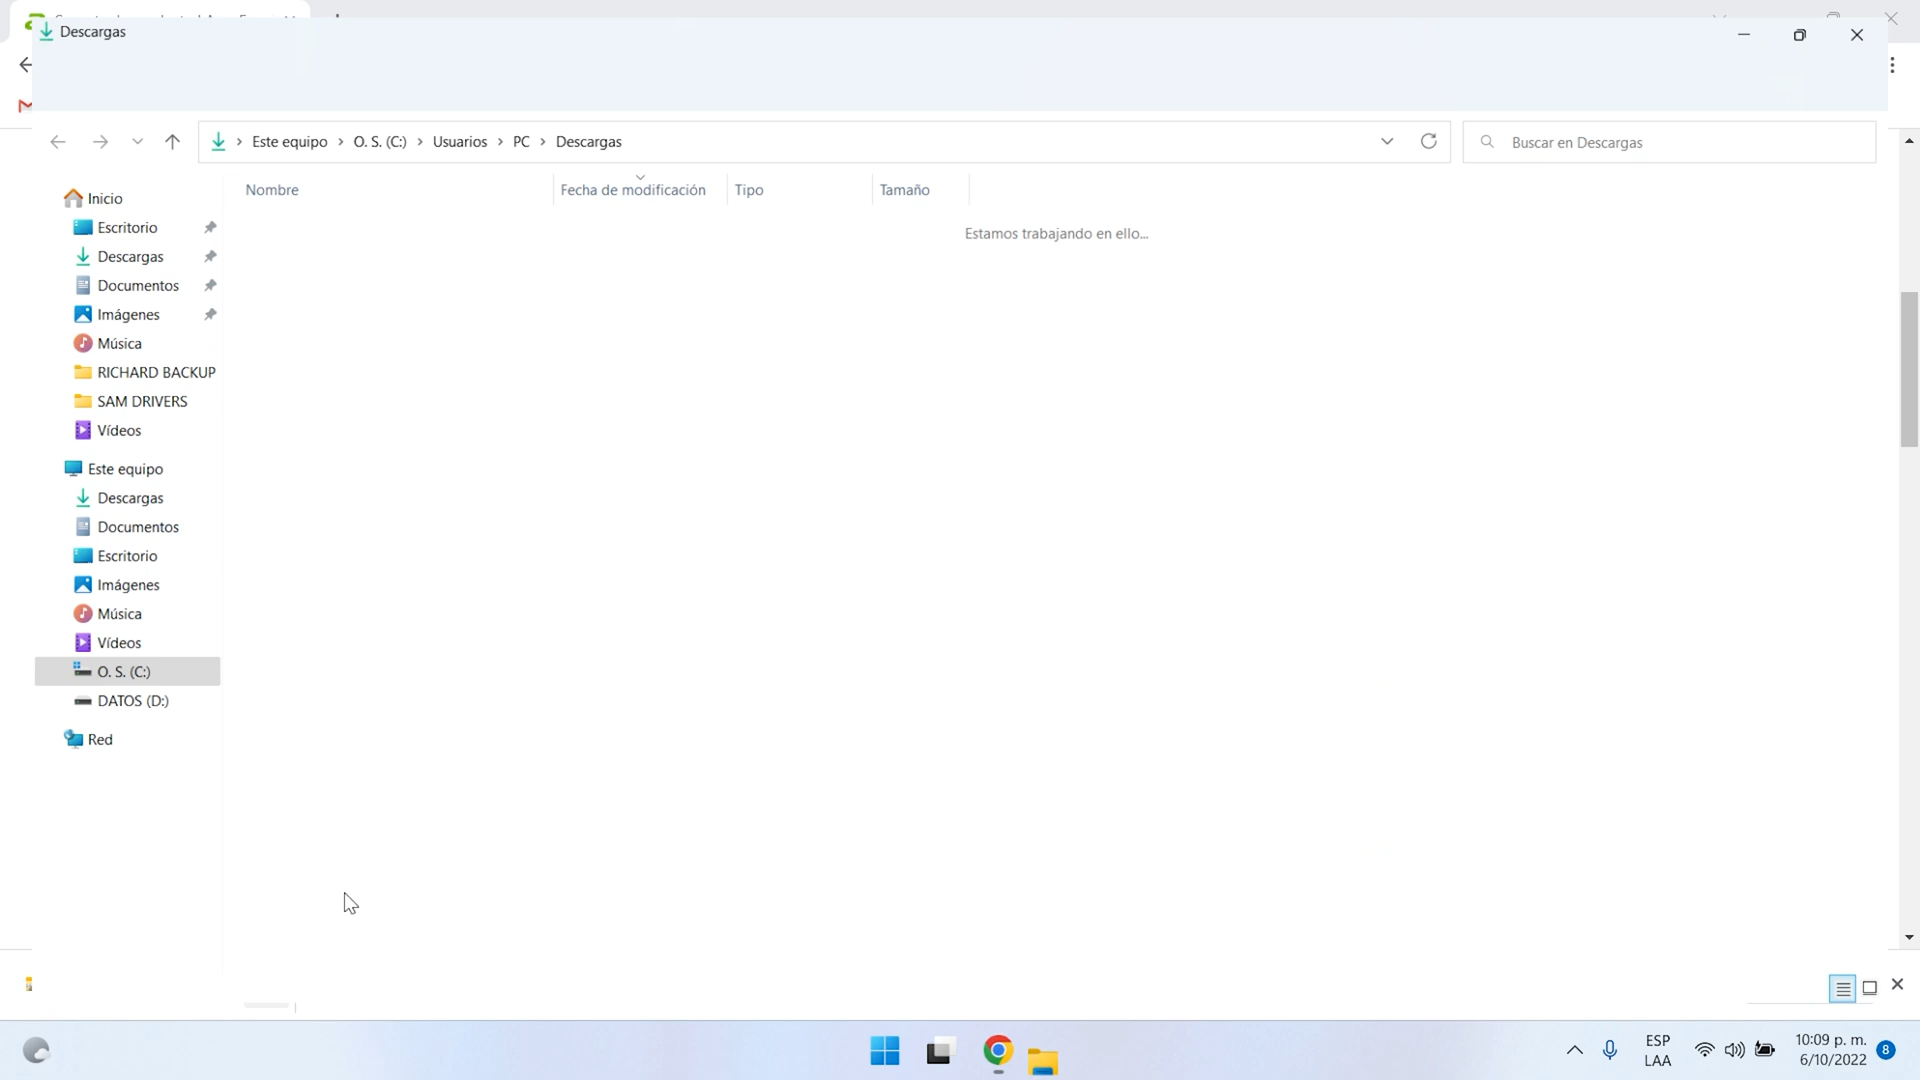 Descargas
Este equipo > O. S. (C:) > Usuarios > PC > Descargas
Buscar en Descargas
Nombre
Fecha de modificación
Tipo
Tamaño
Estamos trabajando en ello...
Inicio
Escritorio
Descargas
Documentos
Imágenes
Música
RICHARD BACKUP
SAM DRIVERS
Vídeos
Este equipo
Descargas
Documentos
Escritorio
Imágenes
Música
Vídeos
O. S. (C:)
DATOS (D:)
Red
ESP
LAA
10:09 p. m.
6/10/2022
8